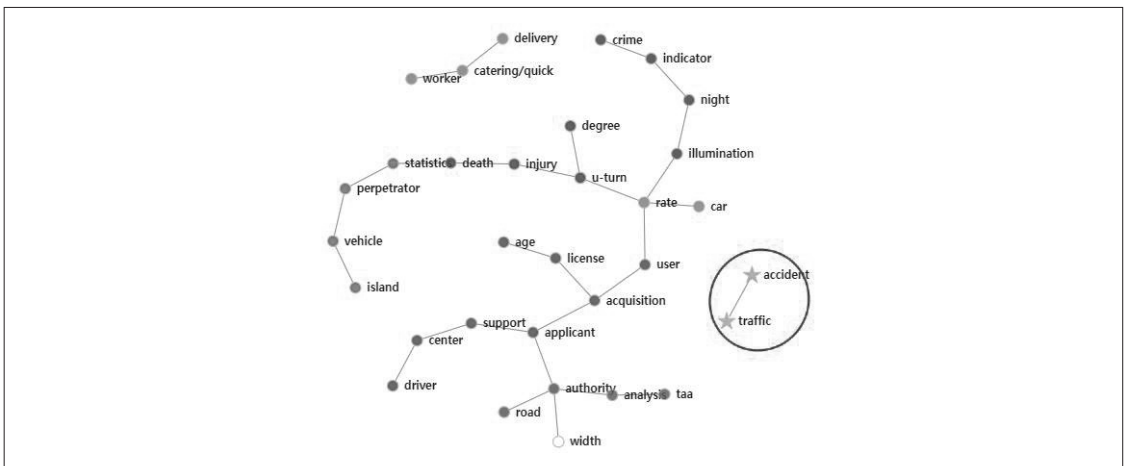 delivery
crime
indicator
catering/quick
worker
night
degree
illumination
statistics
death
injury
u-turn
perpetrator
rate
car
vehicle
age
license
user
accident
island
acquisition
support
applicant
traffic
center
driver
authority
analysis
taa
road
width